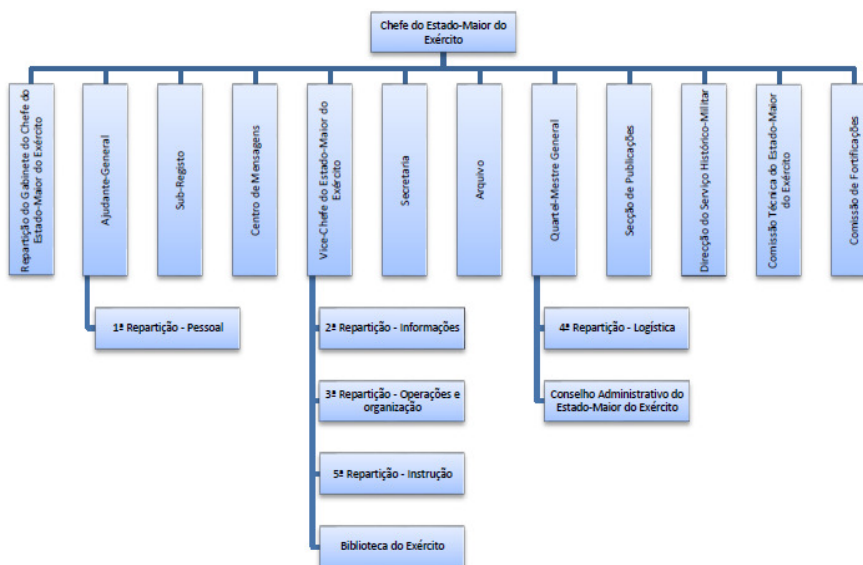 Chefe do Estado-Maior do
Exército
Repartição do Gabinete do Chefe do
Estado-Maior do Exército
Ajudante-General
Sub-Registo
Centro de Mensagens
Vice-Chefe do Estado-Maior do
Exército
Secretaria
Arquivo
Quartel-Mestre General
Secção de Publicações
Direcção do Serviço Histórico-Militar
Comissão Técnica do Estado-Maior
do Exército
Comissão de Fortificações
1ª Repartição - Pessoal
2ª Repartição - Informações
4ª Repartição - Logística
3ª Repartição - Operações e
organização
Conselho Administrativo do
Estado-Maior do Exército
5ª Repartição - Instrução
Biblioteca do Exército